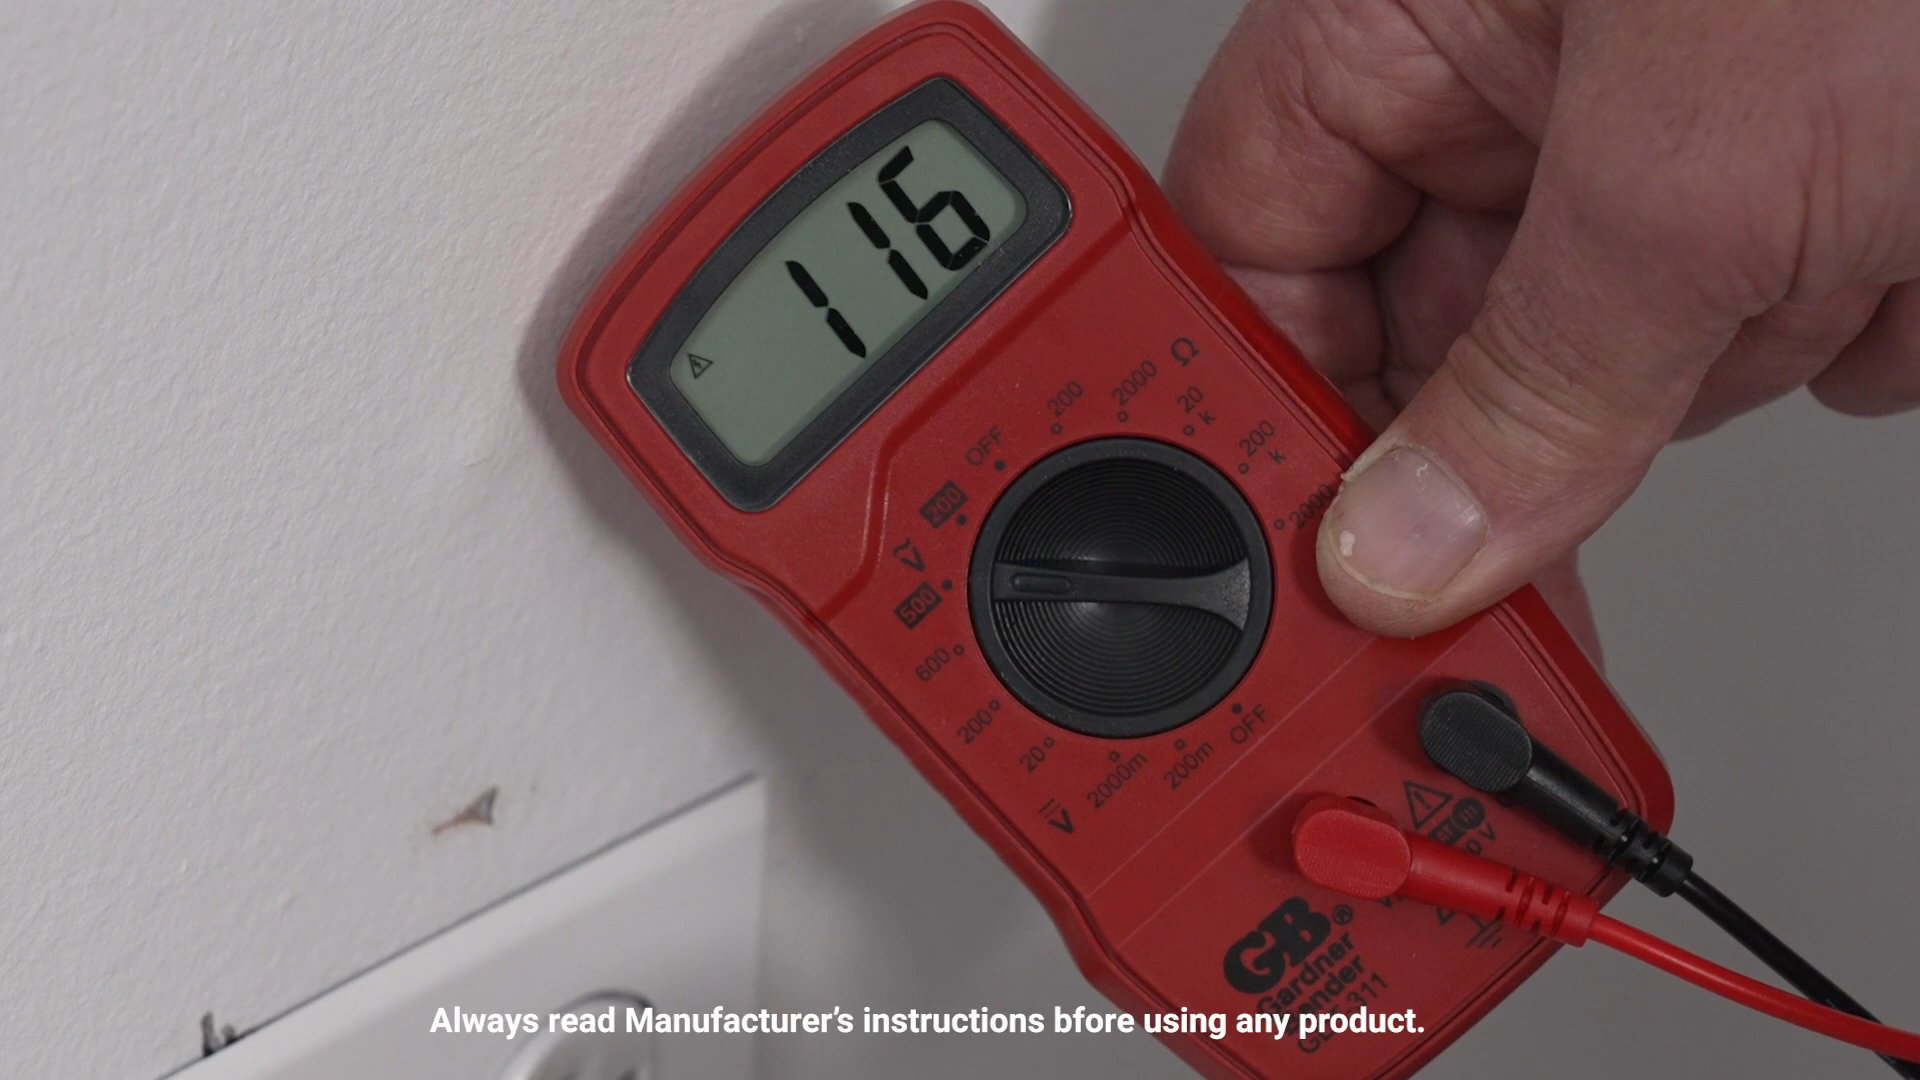 116
Ω
200
2000
20
k
200
k
2000
OFF
200
V
500
600
200
20
2000m
200m
OFF
V
GB®
Gardner
Bender
Always read Manufacturer's instructions bfore using any product.